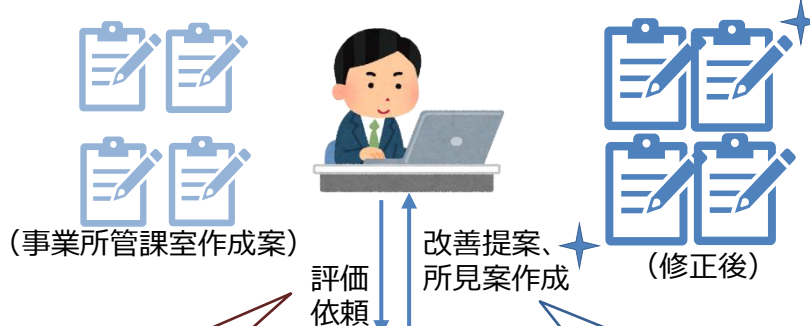 （事業所管課室作成案）
評価
依頼
改善提案、
所見案作成
（修正後）